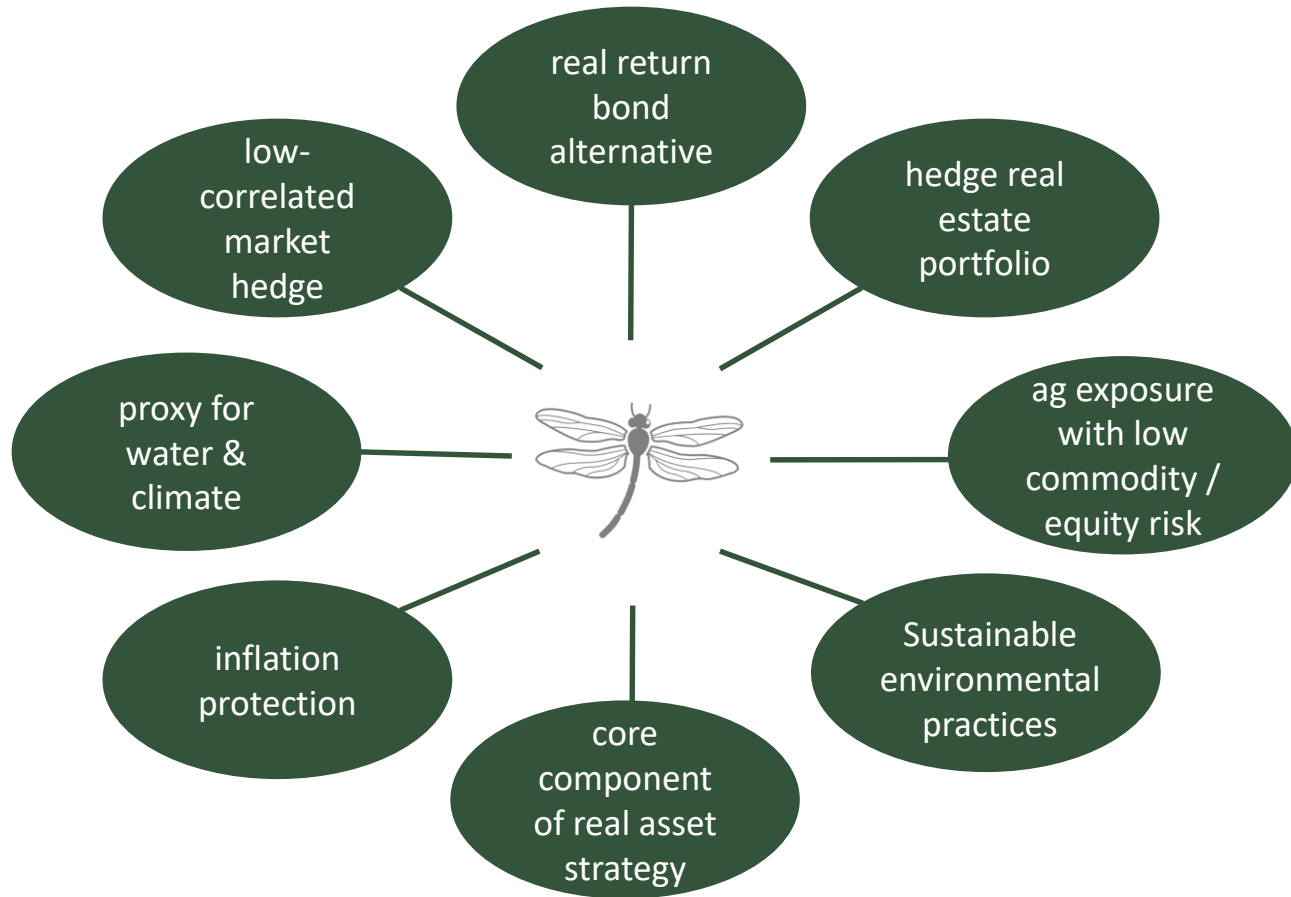 real return
bond
alternative
low-
correlated
market
hedge
hedge real
estate
portfolio
proxy for
water &
climate
ag exposure
with low
commodity /
equity risk
inflation
protection
Sustainable
environmental
practices
core
component
of real asset
strategy